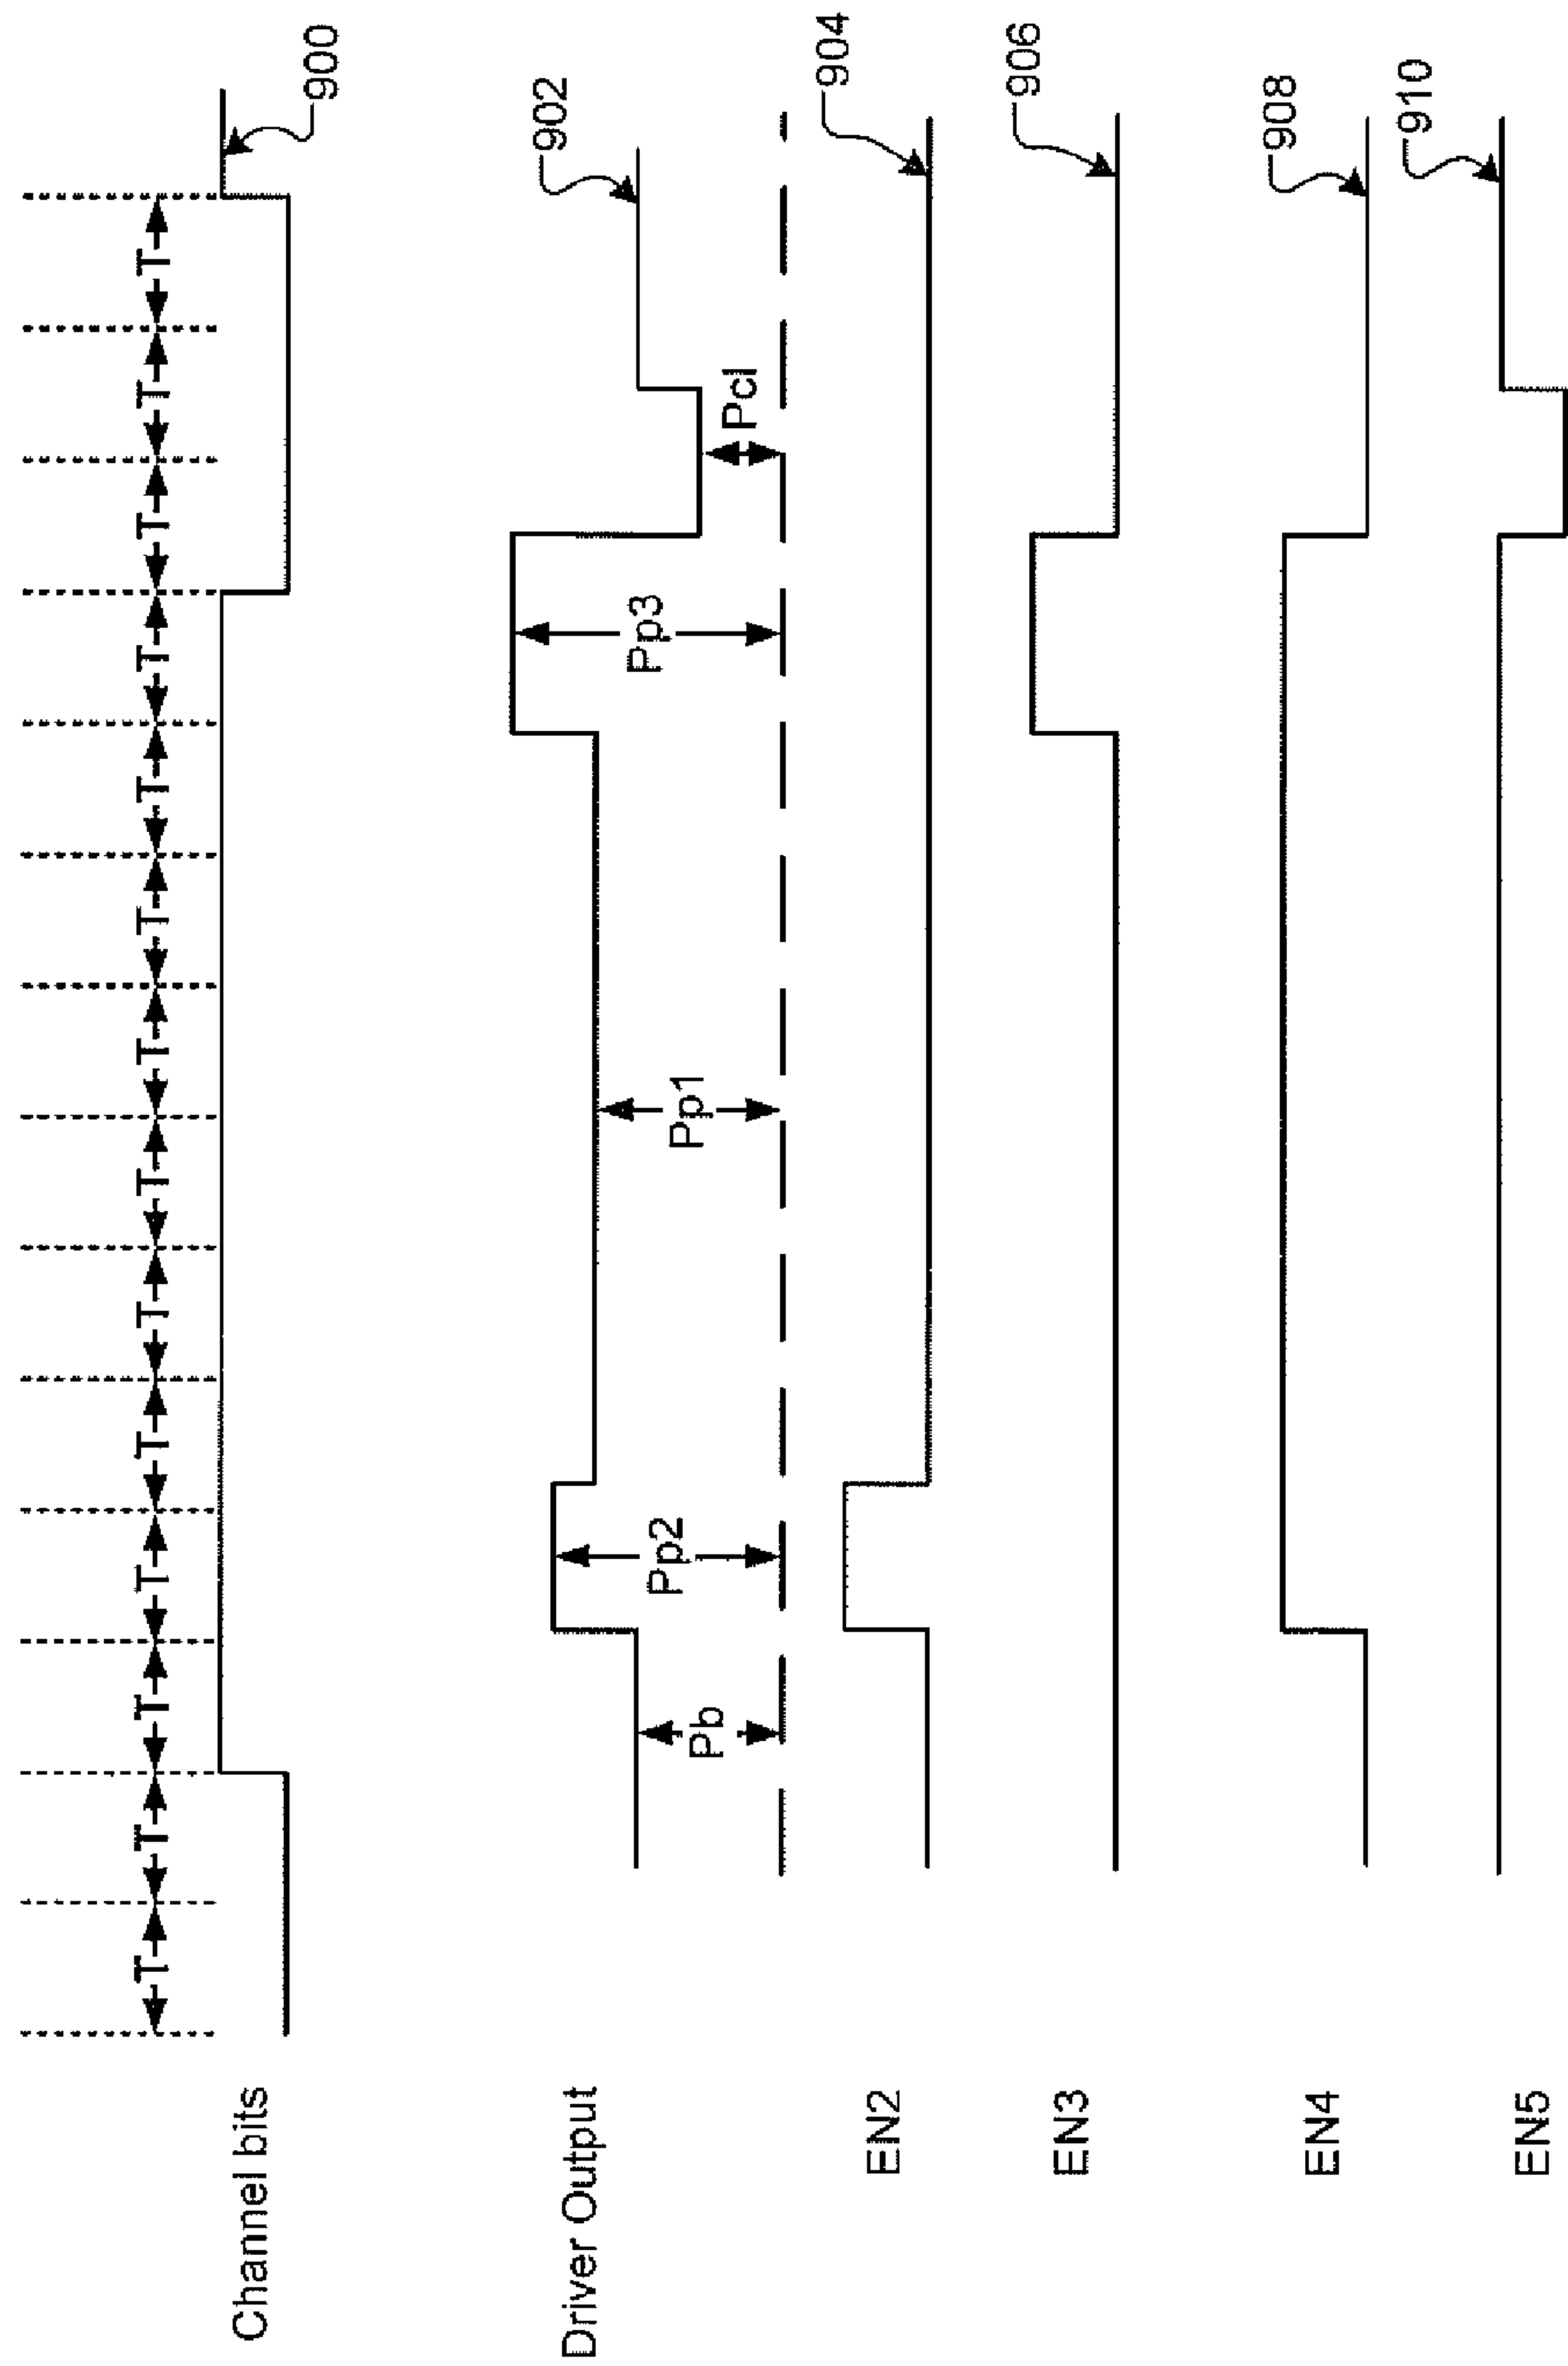 T T T T T T T T T T T T T T
Channel bits
900
Driver Output
902
Pb Pp2 Pp1 Pp3 Pcl
EN2
904
EN3
906
EN4
908
EN5
910